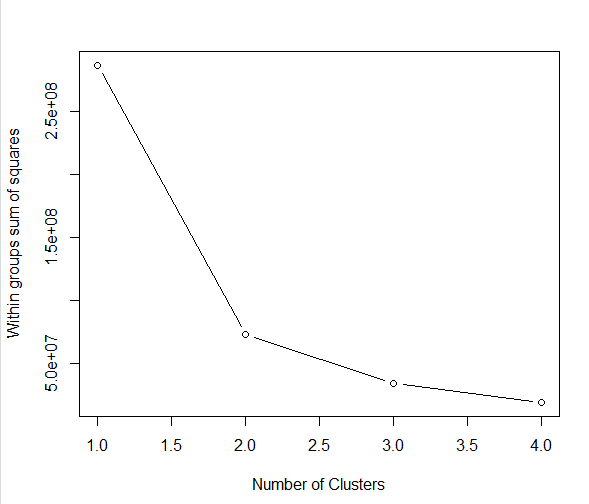 Within groups sum of squares
2.5e+08
1.5e+08
5.0e+07
1.0 1.5 2.0 2.5 3.0 3.5 4.0
Number of Clusters